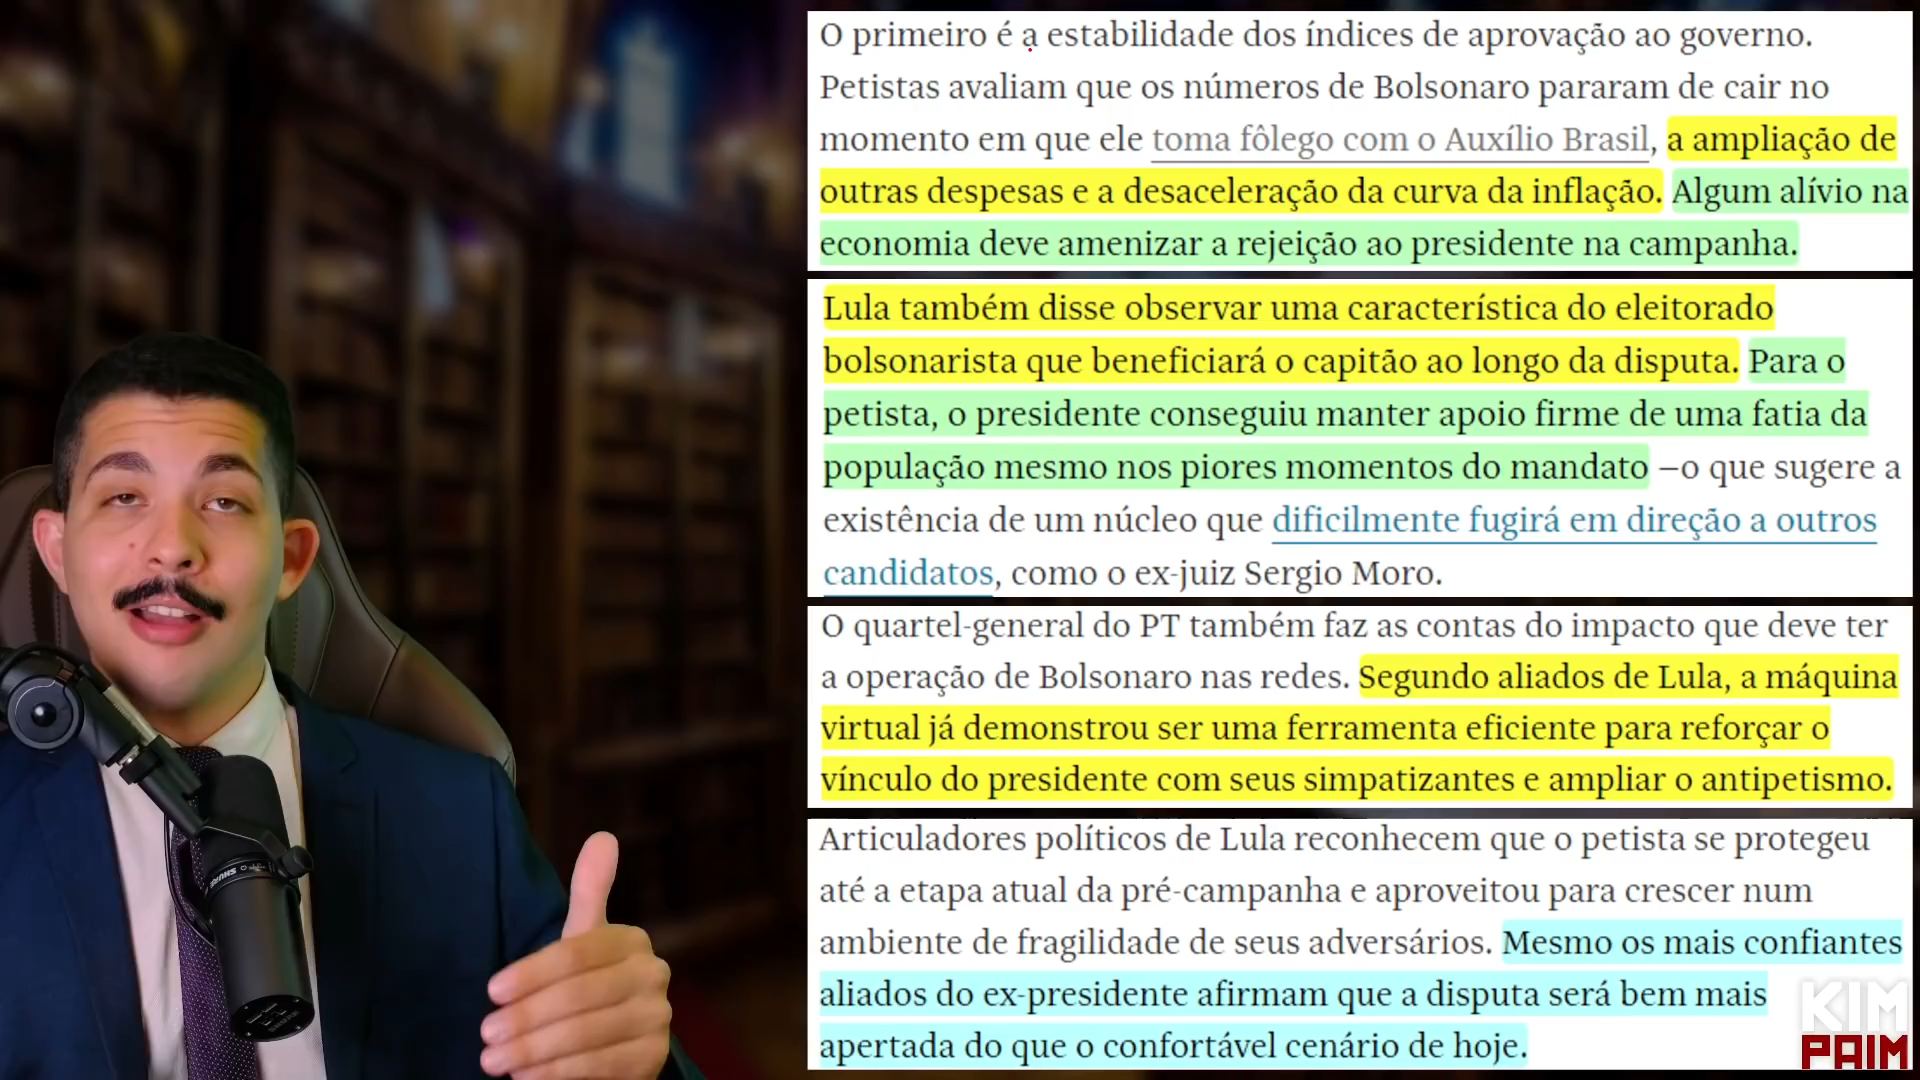 O primeiro é a estabilidade dos índices de aprovação ao governo.
Petistas avaliam que os números de Bolsonaro pararam de cair no
momento em que ele toma fôlego com o Auxílio Brasil, a ampliação de
outras despesas e a desaceleração da curva da inflação. Algum alívio na
economia deve amenizar a rejeição ao presidente na campanha.
Lula também disse observar uma característica do eleitorado
bolsonarista que beneficiará o capitão ao longo da disputa. Para o
petista, o presidente conseguiu manter apoio firme de uma fatia da
população mesmo nos piores momentos do mandato —o que sugere a
existência de um núcleo que dificilmente fugirá em direção a outros
candidatos, como o ex-juiz Sergio Moro.
O quartel-general do PT também faz as contas do impacto que deve ter
a operação de Bolsonaro nas redes. Segundo aliados de Lula, a máquina
virtual já demonstrou ser uma ferramenta eficiente para reforçar o
vínculo do presidente com seus simpatizantes e ampliar o antipetismo.
Articuladores políticos de Lula reconhecem que o petista se protegeu
até a etapa atual da pré-campanha e aproveitou para crescer num
ambiente de fragilidade de seus adversários. Mesmo os mais confiantes
aliados do ex-presidente afirmam que a disputa será bem mais
apertada do que o confortável cenário de hoje.
SHURE
KIM
PAIM